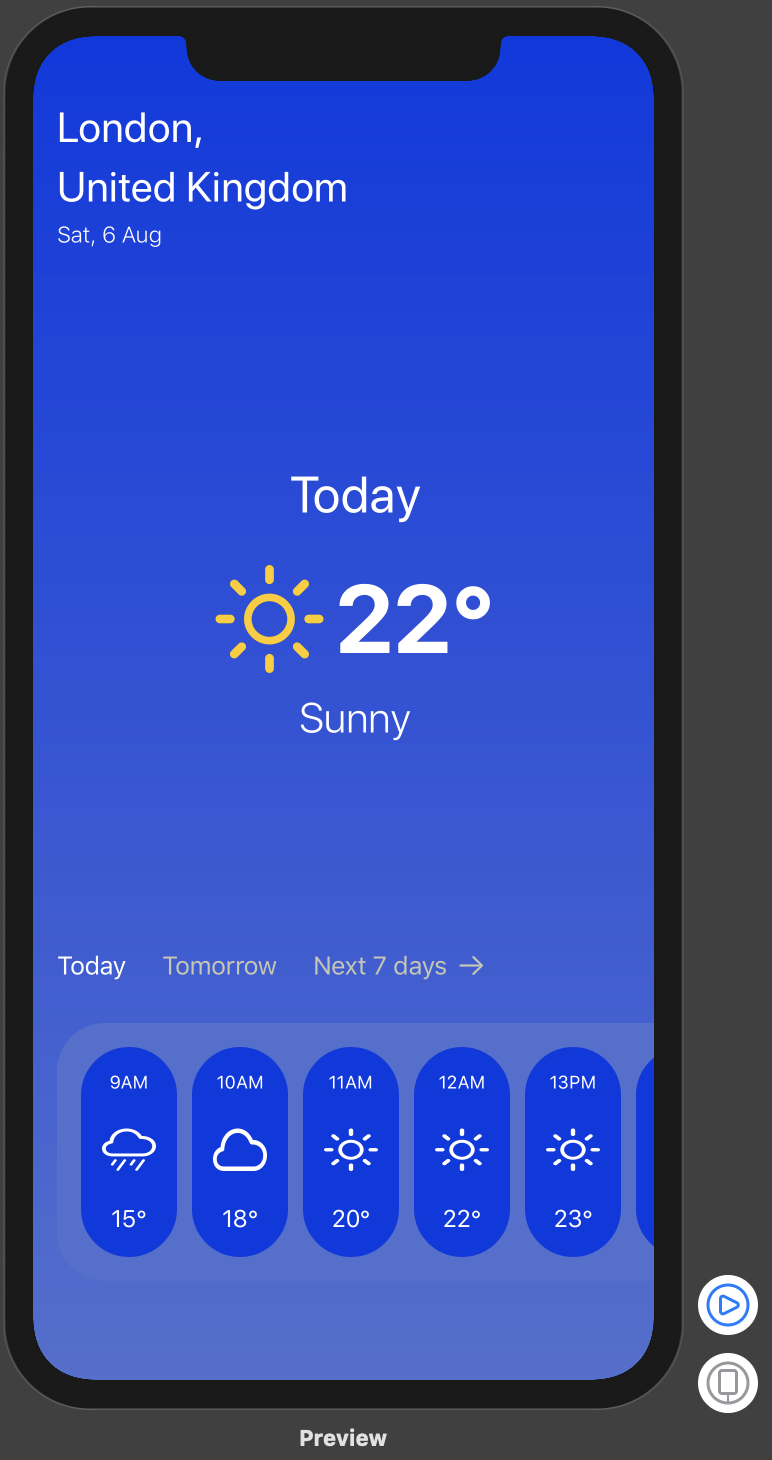 London,
United Kingdom
Sat, 6 Aug
Today
22°
Sunny
Today Tomorrow Next 7 days →
9AM 10AM 11AM 12AM 13PM
15° 18° 20° 22° 23°
Preview